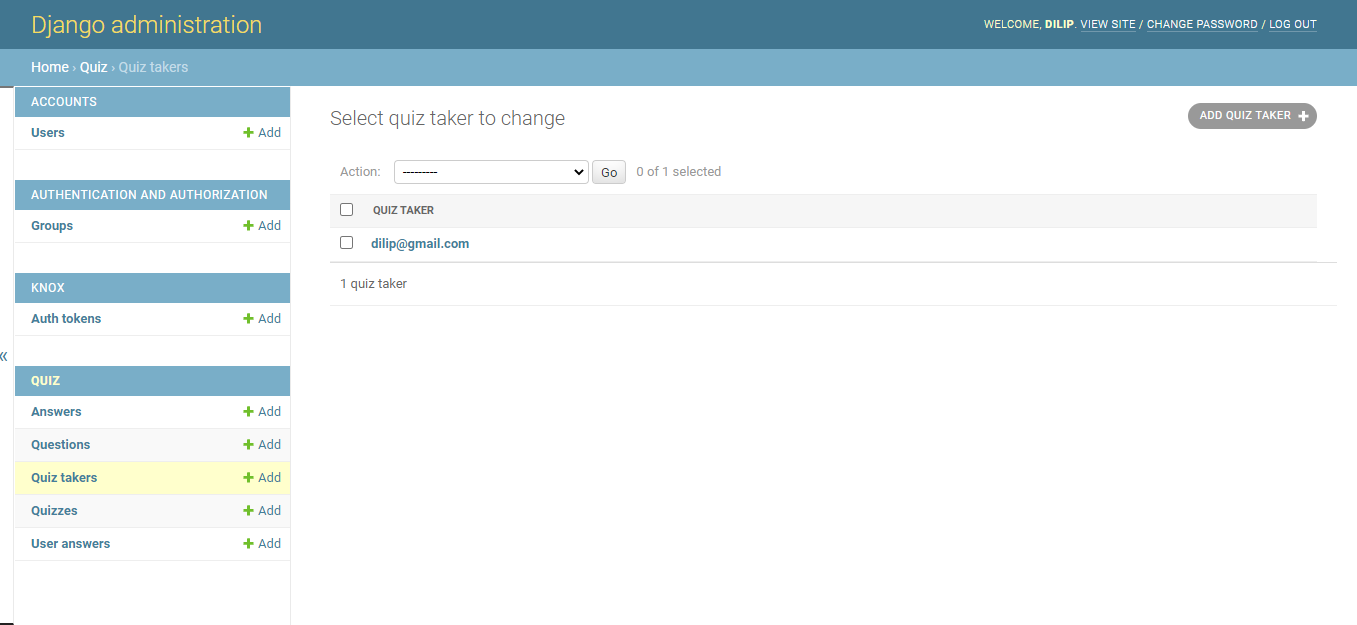 Django administration
WELCOME, DILIP. VIEW SITE / CHANGE PASSWORD / LOG OUT
Home › Quiz › Quiz takers
ACCOUNTS
Users Add
AUTHENTICATION AND AUTHORIZATION
Groups Add
KNOX
Auth tokens Add
«
QUIZ
Answers Add
Questions Add
Quiz takers Add
Quizzes Add
User answers Add
Select quiz taker to change
ADD QUIZ TAKER
Action: --------- Go 0 of 1 selected
QUIZ TAKER
dilip@gmail.com
1 quiz taker